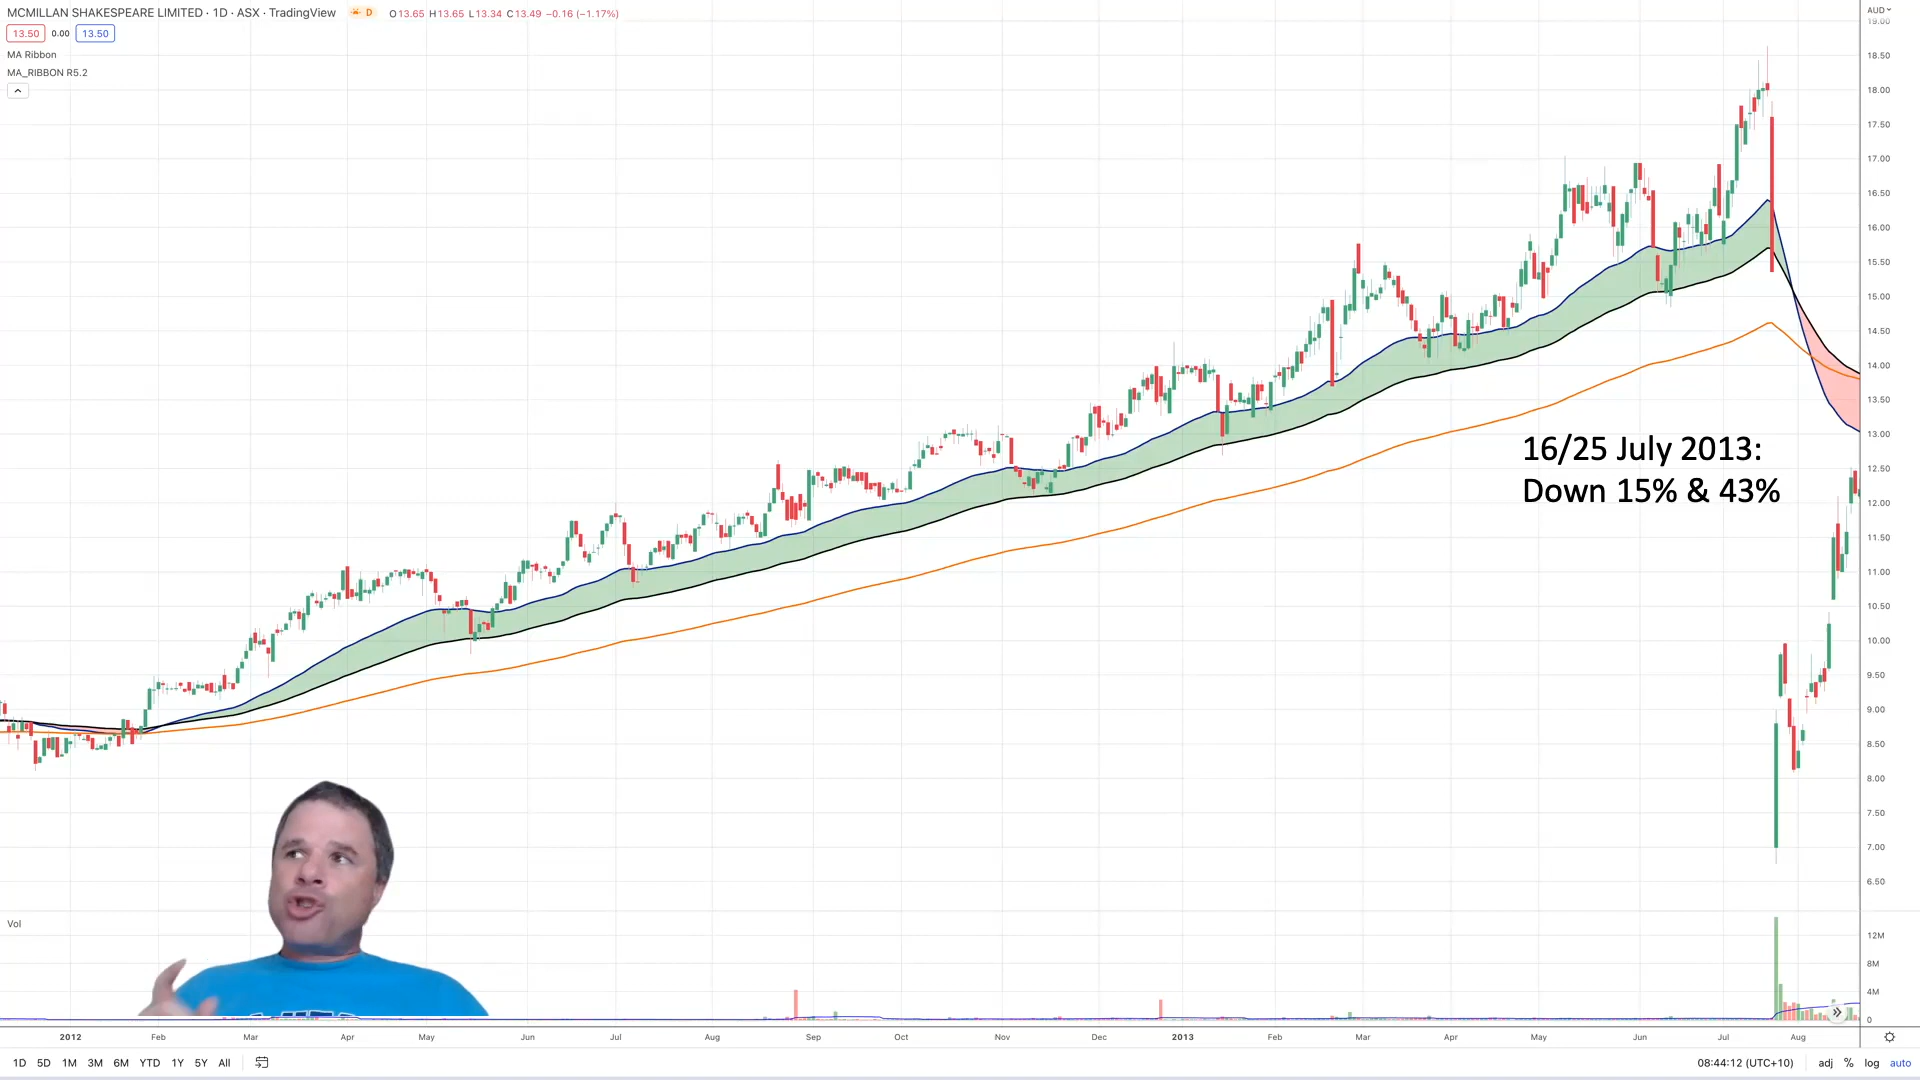 MCMILLAN SHAKESPEARE LIMITED · 1D · ASX · TradingView D O13.65 H13.65 L13.34 C13.49 −0.16 (−1.17%)
AUD
13.50 0.00 13.50
MA Ribbon
MA_RIBBON R5.2
19.00
18.50
18.00
17.50
17.00
16.50
16.00
15.50
15.00
14.50
14.00
13.50
13.00
12.50
12.00
11.50
11.00
10.50
10.00
9.50
9.00
8.50
8.00
7.50
7.00
6.50
16/25 July 2013:
Down 15% & 43%
Vol
12M
8M
4M
0
2012 Feb Mar Apr May Jun Jul Aug Sep Oct Nov Dec 2013 Feb Mar Apr May Jun Jul Aug
1D 5D 1M 3M 6M YTD 1Y 5Y All 08:44:12 (UTC+10) adj % log auto